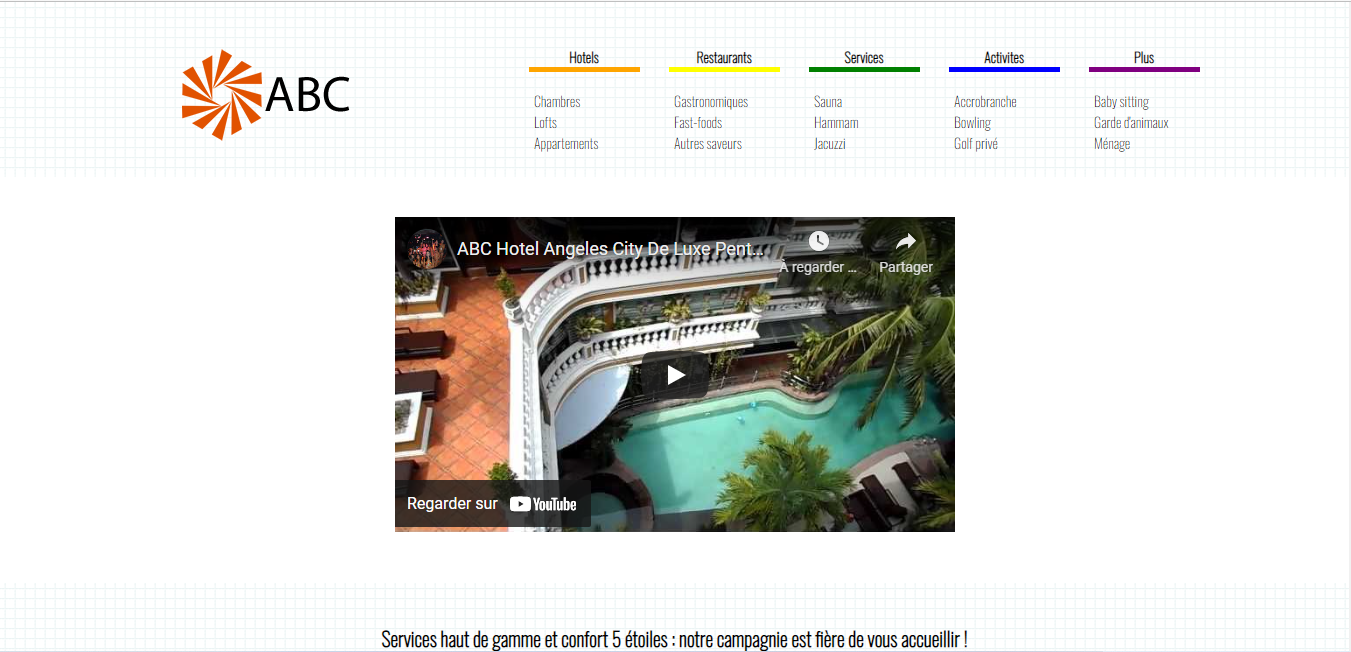 ABC
Hotels
Chambres
Lofts
Appartements
Restaurants
Gastronomiques
Fast-foods
Autres saveurs
Services
Sauna
Hammam
Jacuzzi
Activites
Accrobranche
Bowling
Golf privé
Plus
Baby sitting
Garde d'animaux
Ménage
ABC Hotel Angeles City De Luxe Pent...
À regarder ...
Partager
Regarder sur YouTube
Services haut de gamme et confort 5 étoiles : notre campagnie est fière de vous accueillir !